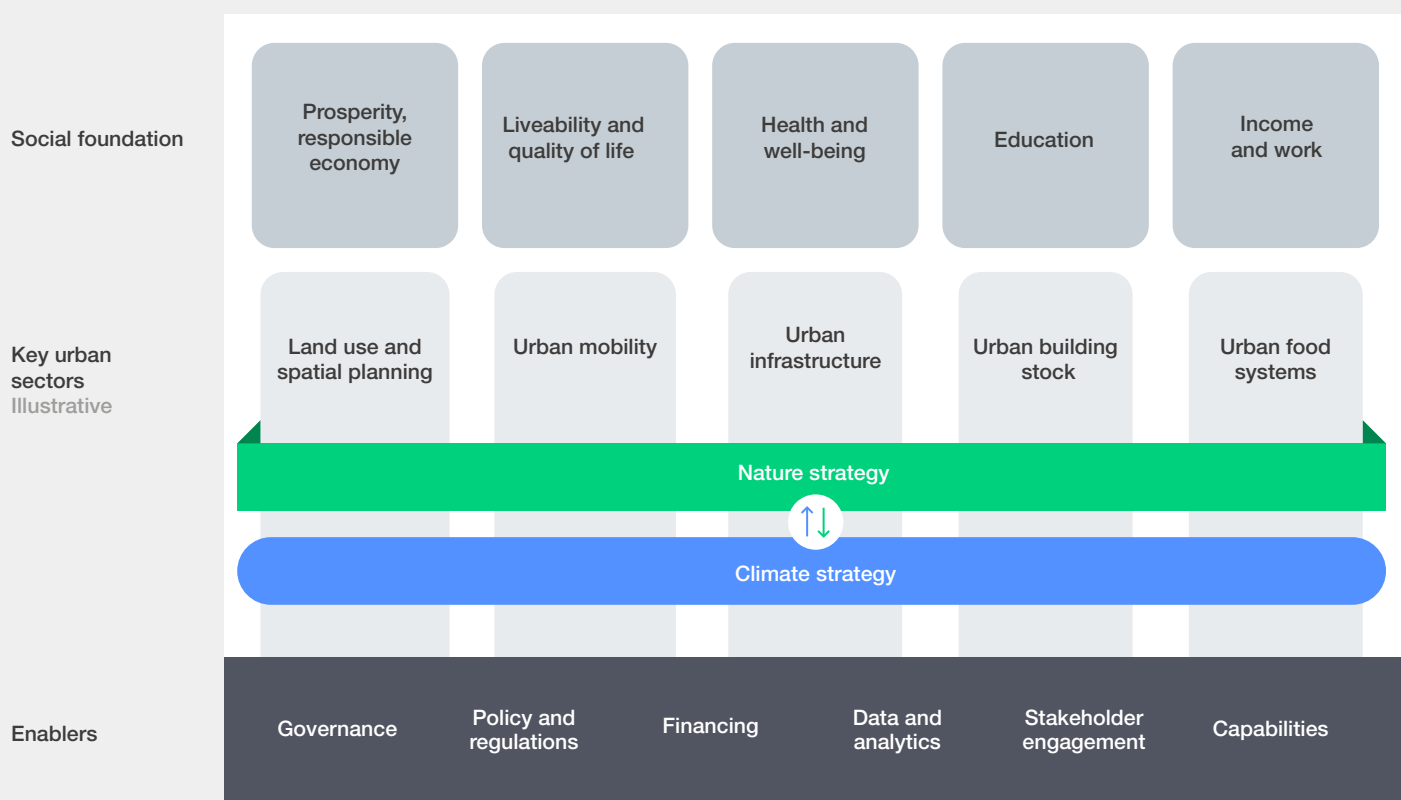 Social foundation
Prosperity,
responsible
economy
Liveability and
quality of life
Health and
well-being
Education
Income
and work
Key urban
sectors
Illustrative
Land use and
spatial planning
Urban mobility
Urban
infrastructure
Urban building
stock
Urban food
systems
Nature strategy
Climate strategy
Enablers
Governance
Policy and
regulations
Financing
Data and
analytics
Stakeholder
engagement
Capabilities